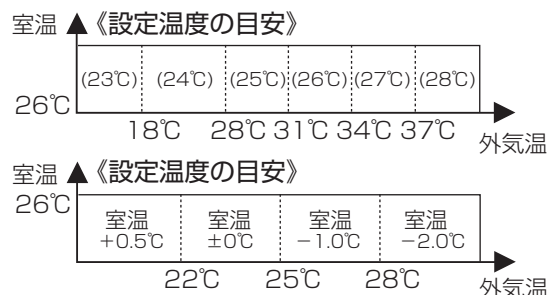 室温 《設定温度の目安》
(23℃) (24℃) (25℃) (26℃) (27℃) (28℃)
26℃
18℃ 28℃ 31℃ 34℃ 37℃
外気温
室温 《設定温度の目安》
26℃
室温 室温 室温 室温
+0.5℃ ±0℃ −1.0℃ −2.0℃
22℃ 25℃ 28℃
外気温